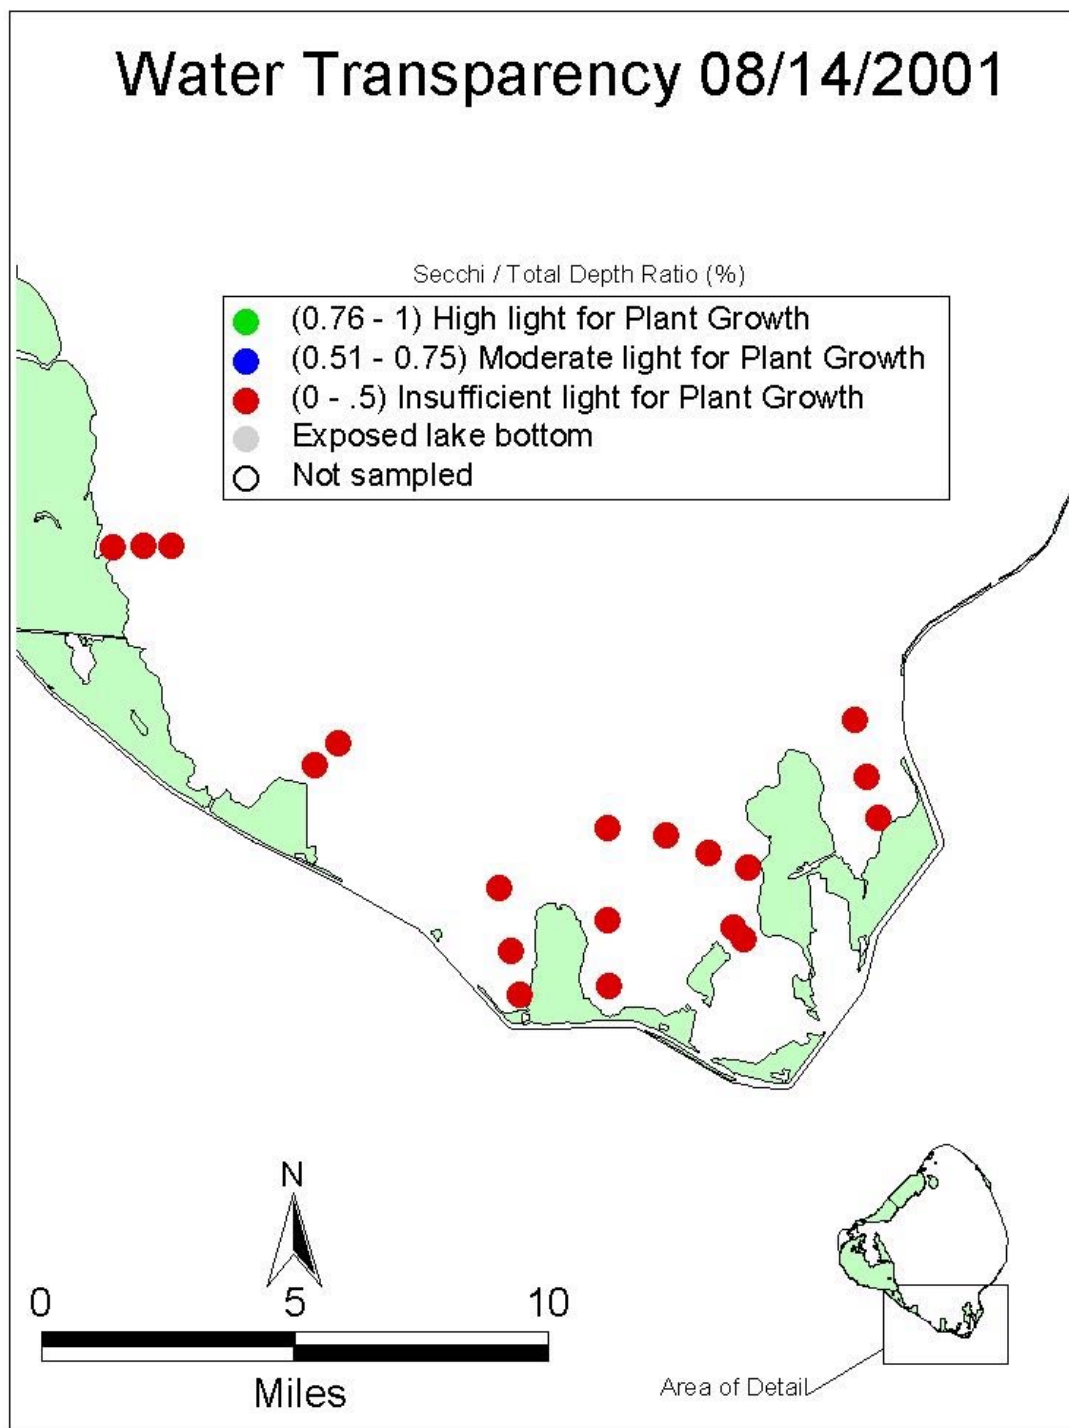 Water Transparency 08/14/2001
Secchi / Total Depth Ratio (%)
(0.76 - 1) High light for Plant Growth
(0.51 - 0.75) Moderate light for Plant Growth
(0 - .5) Insufficient light for Plant Growth
Exposed lake bottom
Not sampled
N
0 5 10
Miles
Area of Detail